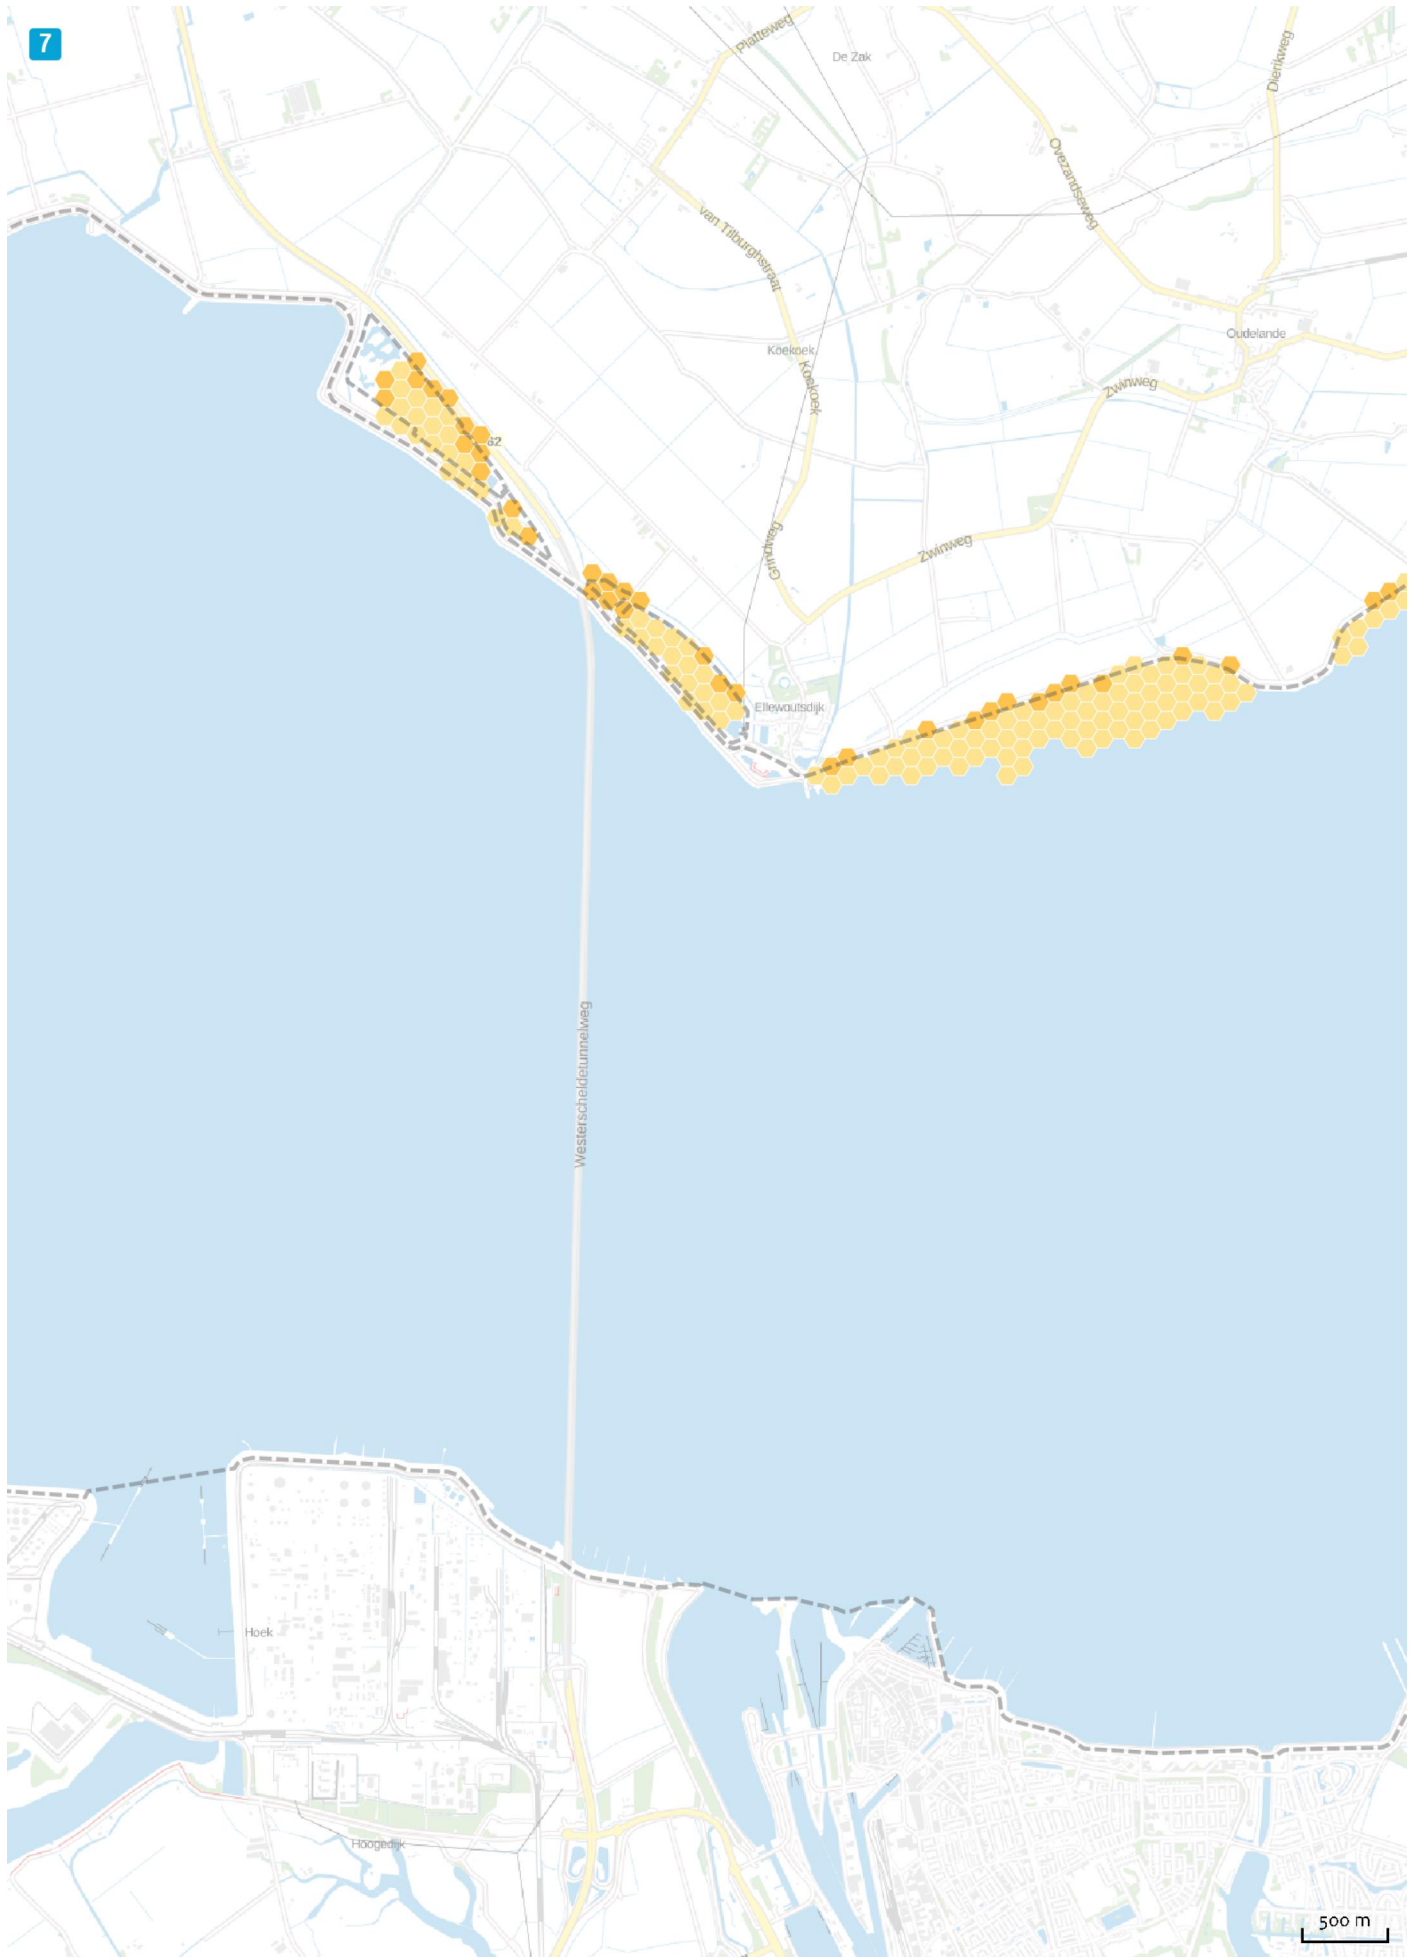 7
Platteweg
De Zak
Dierikweg
Ovezandseweg
van Tilburghstraat
Oudelande
Koekoek
Koekoek
Zwinweg
62
Zwinweg
Grindweg
Ellewoutsdijk
Westerscheldetunnelweg
Hoek
Hoogedijk
500 m